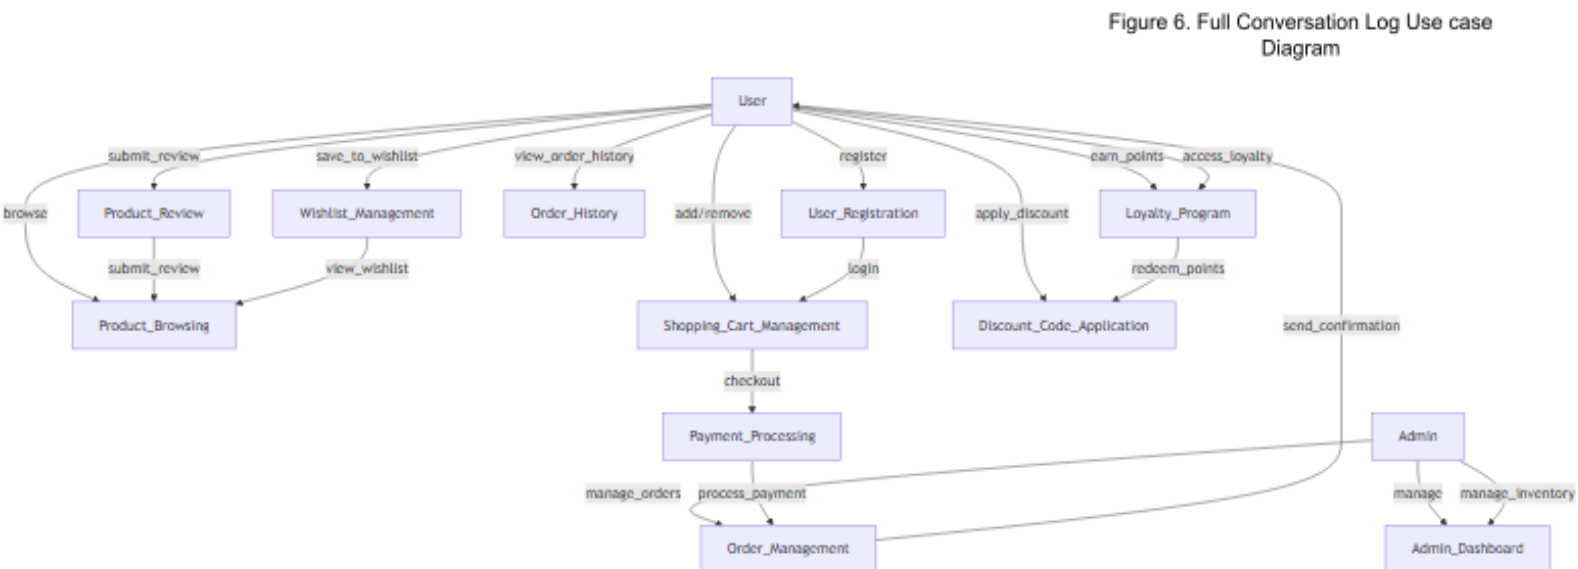 Figure 6. Full Conversation Log Use case
Diagram
User
submit_review
save_to_wishlist
view_order_history
register
earn_points
access_loyalty
browse
Product_Review
Wishlist_Management
Order_History
add/remove
User_Registration
apply_discount
Loyalty_Program
submit_review
view_wishlist
login
redeem_points
Product_Browsing
Shopping_Cart_Management
Discount_Code_Application
send_confirmation
checkout
Payment_Processing
Admin
manage_orders
process_payment
manage
manage_inventory
Order_Management
Admin_Dashboard